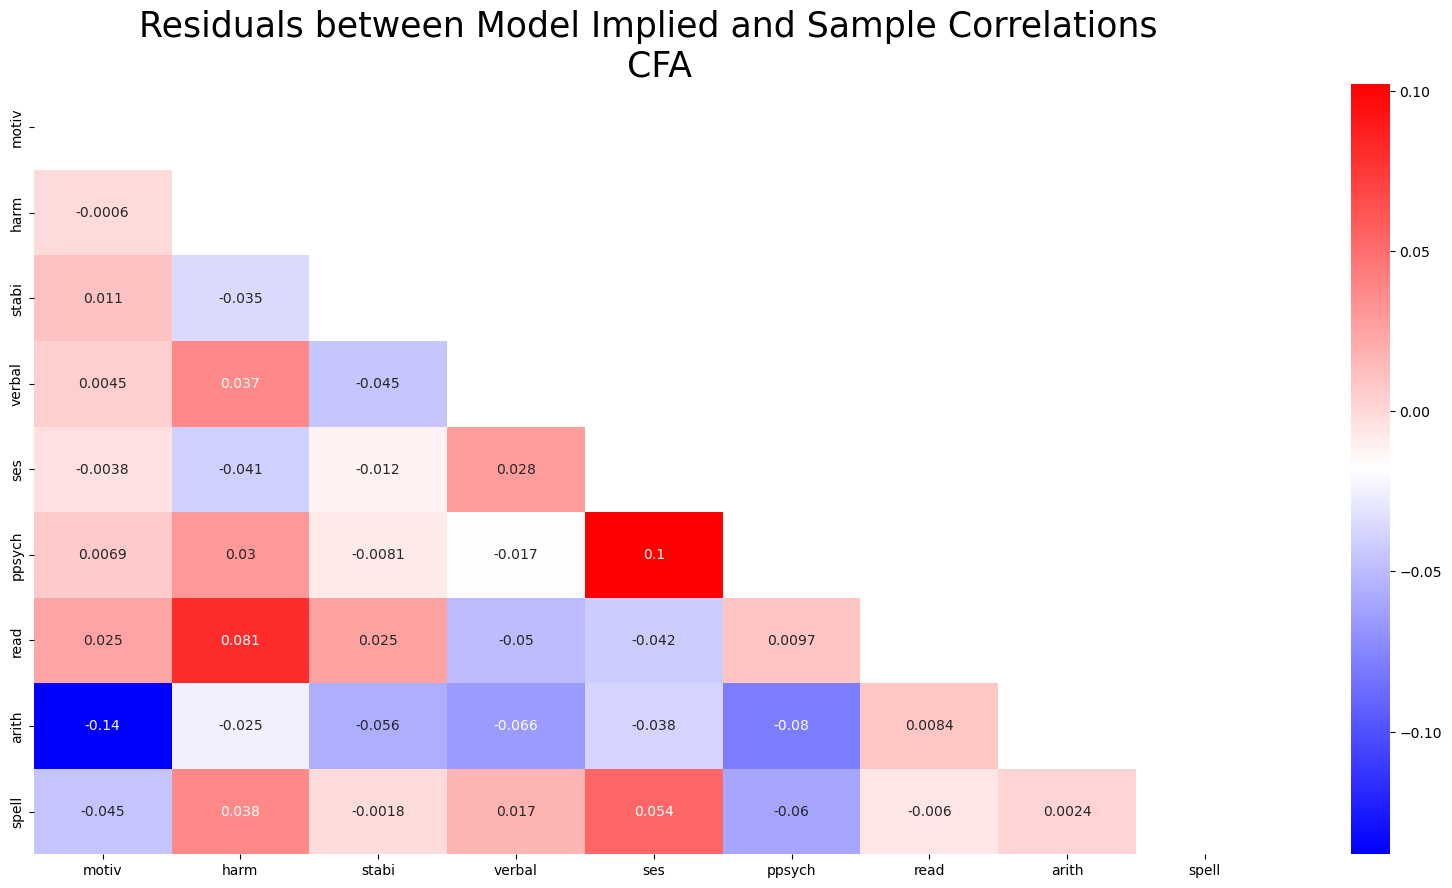 Residuals between Model Implied and Sample Correlations
CFA
motiv
harm -0.0006
stabi 0.011 -0.035
verbal 0.0045 0.037 -0.045
ses -0.0038 -0.041 -0.012 0.028
ppsych 0.0069 0.03 -0.0081 -0.017 0.1
read 0.025 0.081 0.025 -0.05 -0.042 0.0097
arith -0.14 -0.025 -0.056 -0.066 -0.038 -0.08 0.0084
spell -0.045 0.038 -0.0018 0.017 0.054 -0.06 -0.006 0.0024
motiv harm stabi verbal ses ppsych read arith spell
0.10
0.05
0.00
−0.05
−0.10